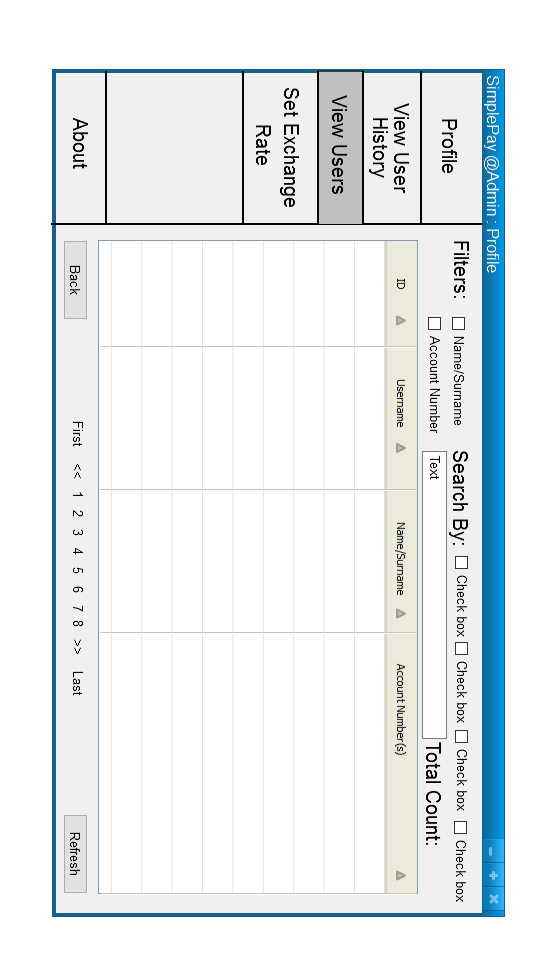 SimplePay @Admin : Profile
Profile
View User
History
View Users
Set Exchange
Rate
About
Filters:
Name/Surname
Account Number
Search By:
Check box
Check box
Check box
Check box
Text
Total Count:
ID
Username
Name/Surname
Account Number(s)
Back
First << 1 2 3 4 5 6 7 8 >> Last
Refresh